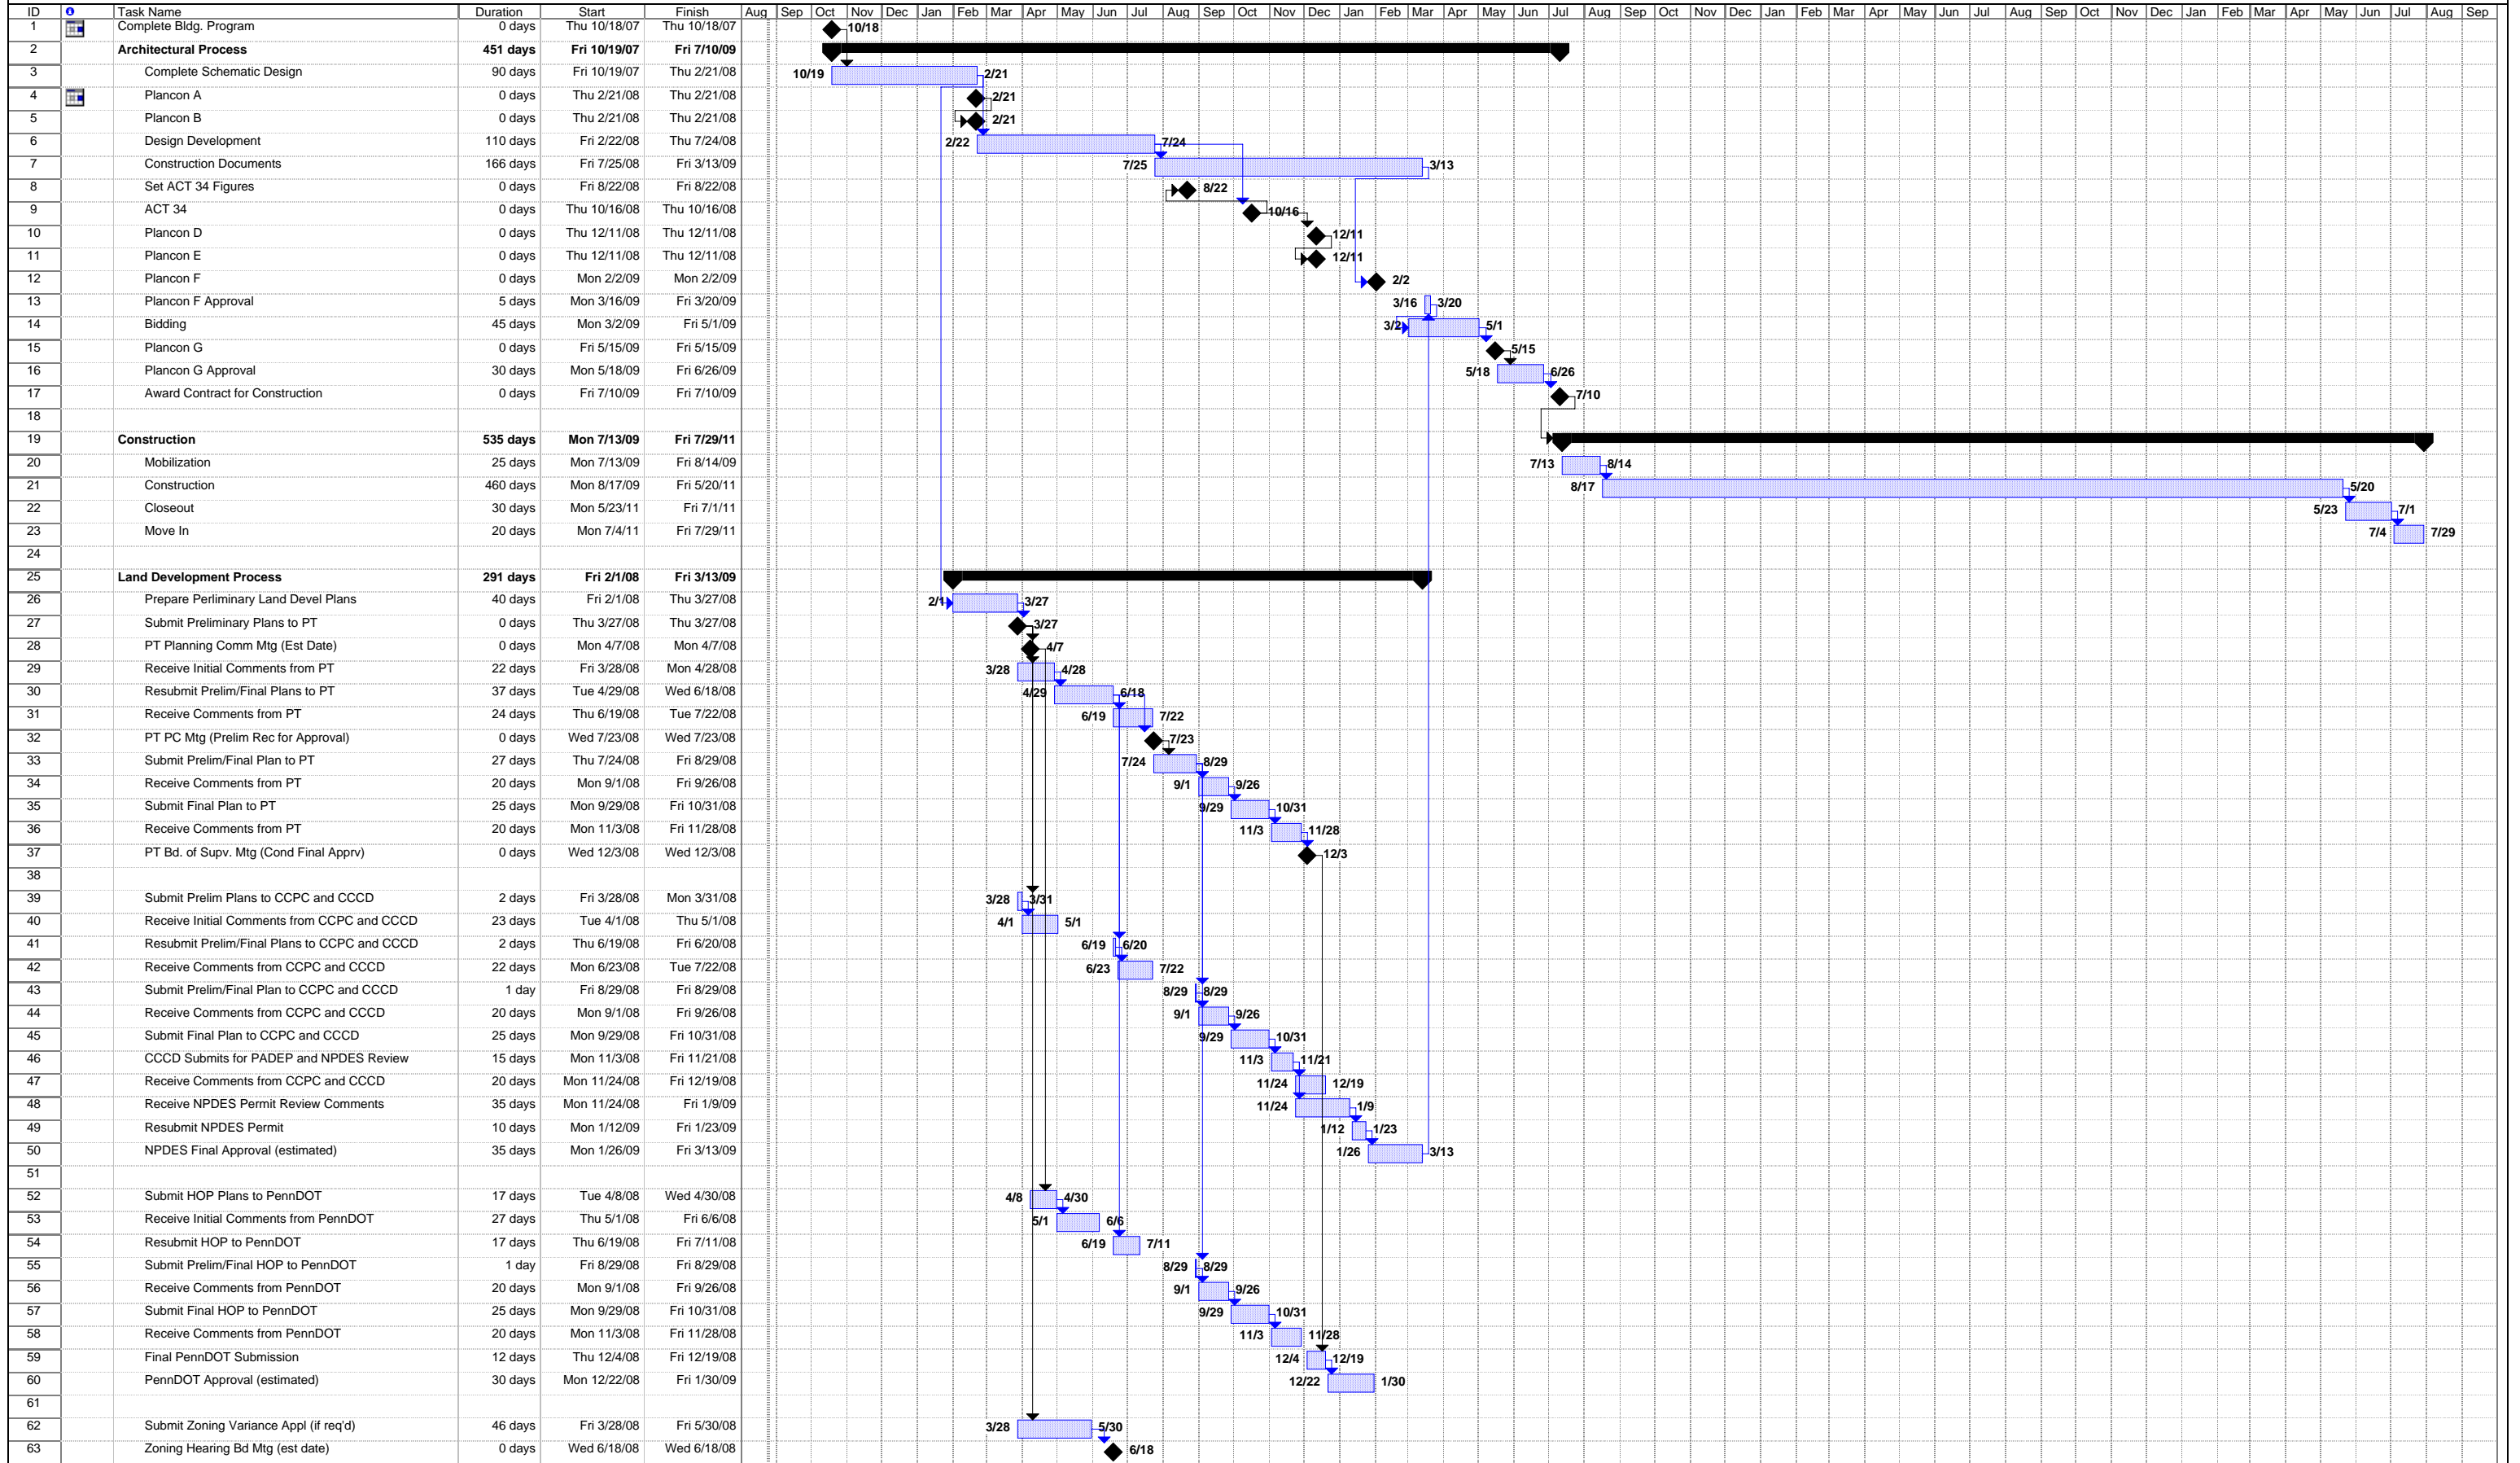 ID Task Name Duration Start Finish Aug Sep Oct Nov Dec Jan Feb Mar Apr May Jun Jul Aug Sep Oct Nov Dec Jan Feb Mar Apr May Jun Jul Aug Sep Oct Nov Dec Jan Feb Mar Apr May Jun Jul Aug Sep Oct Nov Dec Jan Feb Mar Apr May Jun Jul Aug Sep
1 Complete Bldg. Program 0 days Thu 10/18/07 Thu 10/18/07 10/18
2 Architectural Process 451 days Fri 10/19/07 Fri 7/10/09
3 Complete Schematic Design 90 days Fri 10/19/07 Thu 2/21/08 10/19 2/21
4 Plancon A 0 days Thu 2/21/08 Thu 2/21/08 2/21
5 Plancon B 0 days Thu 2/21/08 Thu 2/21/08 2/21
6 Design Development 110 days Fri 2/22/08 Thu 7/24/08 2/22 7/24
7 Construction Documents 166 days Fri 7/25/08 Fri 3/13/09 7/25 3/13
8 Set ACT 34 Figures 0 days Fri 8/22/08 Fri 8/22/08 8/22
9 ACT 34 0 days Thu 10/16/08 Thu 10/16/08 10/16
10 Plancon D 0 days Thu 12/11/08 Thu 12/11/08 12/11
11 Plancon E 0 days Thu 12/11/08 Thu 12/11/08 12/11
12 Plancon F 0 days Mon 2/2/09 Mon 2/2/09 2/2
13 Plancon F Approval 5 days Mon 3/16/09 Fri 3/20/09 3/16 3/20
14 Bidding 45 days Mon 3/2/09 Fri 5/1/09 3/2 5/1
15 Plancon G 0 days Fri 5/15/09 Fri 5/15/09 5/15
16 Plancon G Approval 30 days Mon 5/18/09 Fri 6/26/09 5/18 6/26
17 Award Contract for Construction 0 days Fri 7/10/09 Fri 7/10/09 7/10
18
19 Construction 535 days Mon 7/13/09 Fri 7/29/11
20 Mobilization 25 days Mon 7/13/09 Fri 8/14/09 7/13 8/14
21 Construction 460 days Mon 8/17/09 Fri 5/20/11 8/17 5/20
22 Closeout 30 days Mon 5/23/11 Fri 7/1/11 5/23 7/1
23 Move In 20 days Mon 7/4/11 Fri 7/29/11 7/4 7/29
24
25 Land Development Process 291 days Fri 2/1/08 Fri 3/13/09
26 Prepare Perliminary Land Devel Plans 40 days Fri 2/1/08 Thu 3/27/08 2/1 3/27
27 Submit Preliminary Plans to PT 0 days Thu 3/27/08 Thu 3/27/08 3/27
28 PT Planning Comm Mtg (Est Date) 0 days Mon 4/7/08 Mon 4/7/08 4/7
29 Receive Initial Comments from PT 22 days Fri 3/28/08 Mon 4/28/08 3/28 4/28
30 Resubmit Prelim/Final Plans to PT 37 days Tue 4/29/08 Wed 6/18/08 4/29 6/18
31 Receive Comments from PT 24 days Thu 6/19/08 Tue 7/22/08 6/19 7/22
32 PT PC Mtg (Prelim Rec for Approval) 0 days Wed 7/23/08 Wed 7/23/08 7/23
33 Submit Prelim/Final Plan to PT 27 days Thu 7/24/08 Fri 8/29/08 7/24 8/29
34 Receive Comments from PT 20 days Mon 9/1/08 Fri 9/26/08 9/1 9/26
35 Submit Final Plan to PT 25 days Mon 9/29/08 Fri 10/31/08 9/29 10/31
36 Receive Comments from PT 20 days Mon 11/3/08 Fri 11/28/08 11/3 11/28
37 PT Bd. of Supv. Mtg (Cond Final Apprv) 0 days Wed 12/3/08 Wed 12/3/08 12/3
38
39 Submit Prelim Plans to CCPC and CCCD 2 days Fri 3/28/08 Mon 3/31/08 3/28 3/31
40 Receive Initial Comments from CCPC and CCCD 23 days Tue 4/1/08 Thu 5/1/08 4/1 5/1
41 Resubmit Prelim/Final Plans to CCPC and CCCD 2 days Thu 6/19/08 Fri 6/20/08 6/19 6/20
42 Receive Comments from CCPC and CCCD 22 days Mon 6/23/08 Tue 7/22/08 6/23 7/22
43 Submit Prelim/Final Plan to CCPC and CCCD 1 day Fri 8/29/08 Fri 8/29/08 8/29 8/29
44 Receive Comments from CCPC and CCCD 20 days Mon 9/1/08 Fri 9/26/08 9/1 9/26
45 Submit Final Plan to CCPC and CCCD 25 days Mon 9/29/08 Fri 10/31/08 9/29 10/31
46 CCCD Submits for PADEP and NPDES Review 15 days Mon 11/3/08 Fri 11/21/08 11/3 11/21
47 Receive Comments from CCPC and CCCD 20 days Mon 11/24/08 Fri 12/19/08 11/24 12/19
48 Receive NPDES Permit Review Comments 35 days Mon 11/24/08 Fri 1/9/09 11/24 1/9
49 Resubmit NPDES Permit 10 days Mon 1/12/09 Fri 1/23/09 1/12 1/23
50 NPDES Final Approval (estimated) 35 days Mon 1/26/09 Fri 3/13/09 1/26 3/13
51
52 Submit HOP Plans to PennDOT 17 days Tue 4/8/08 Wed 4/30/08 4/8 4/30
53 Receive Initial Comments from PennDOT 27 days Thu 5/1/08 Fri 6/6/08 5/1 6/6
54 Resubmit HOP to PennDOT 17 days Thu 6/19/08 Fri 7/11/08 6/19 7/11
55 Submit Prelim/Final HOP to PennDOT 1 day Fri 8/29/08 Fri 8/29/08 8/29 8/29
56 Receive Comments from PennDOT 20 days Mon 9/1/08 Fri 9/26/08 9/1 9/26
57 Submit Final HOP to PennDOT 25 days Mon 9/29/08 Fri 10/31/08 9/29 10/31
58 Receive Comments from PennDOT 20 days Mon 11/3/08 Fri 11/28/08 11/3 11/28
59 Final PennDOT Submission 12 days Thu 12/4/08 Fri 12/19/08 12/4 12/19
60 PennDOT Approval (estimated) 30 days Mon 12/22/08 Fri 1/30/09 12/22 1/30
61
62 Submit Zoning Variance Appl (if req'd) 46 days Fri 3/28/08 Fri 5/30/08 3/28 5/30
63 Zoning Hearing Bd Mtg (est date) 0 days Wed 6/18/08 Wed 6/18/08 6/18